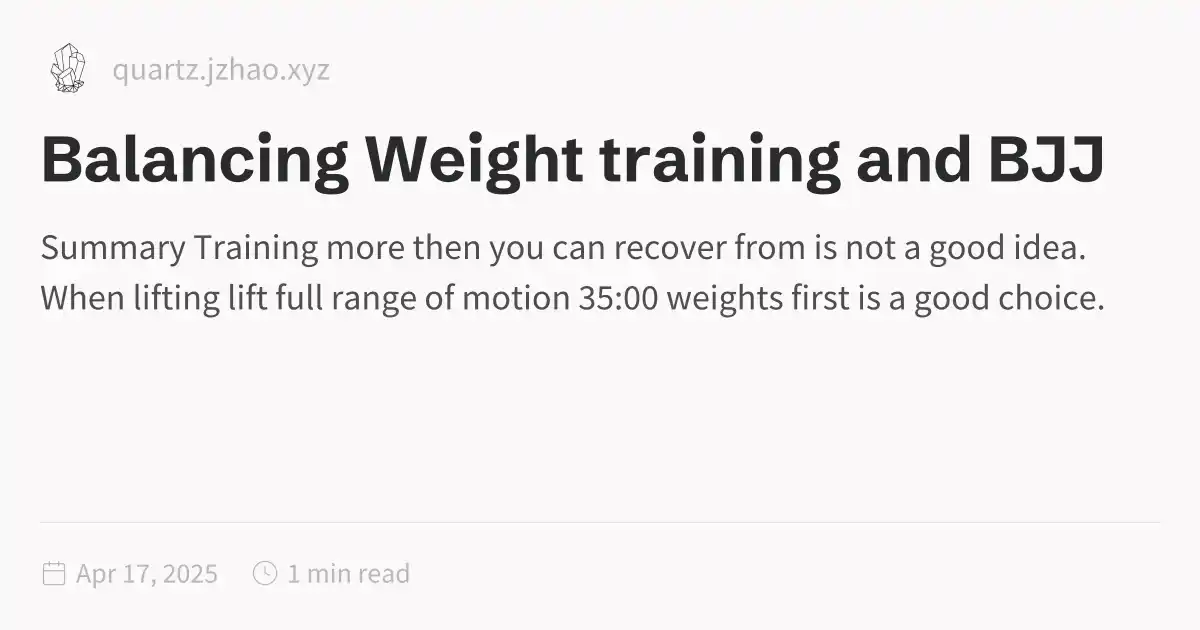 quartz.jzhao.xyz
Balancing Weight training and BJJ
Summary Training more then you can recover from is not a good idea.
When lifting lift full range of motion 35:00 weights first is a good choice.
Apr 17, 2025 1 min read